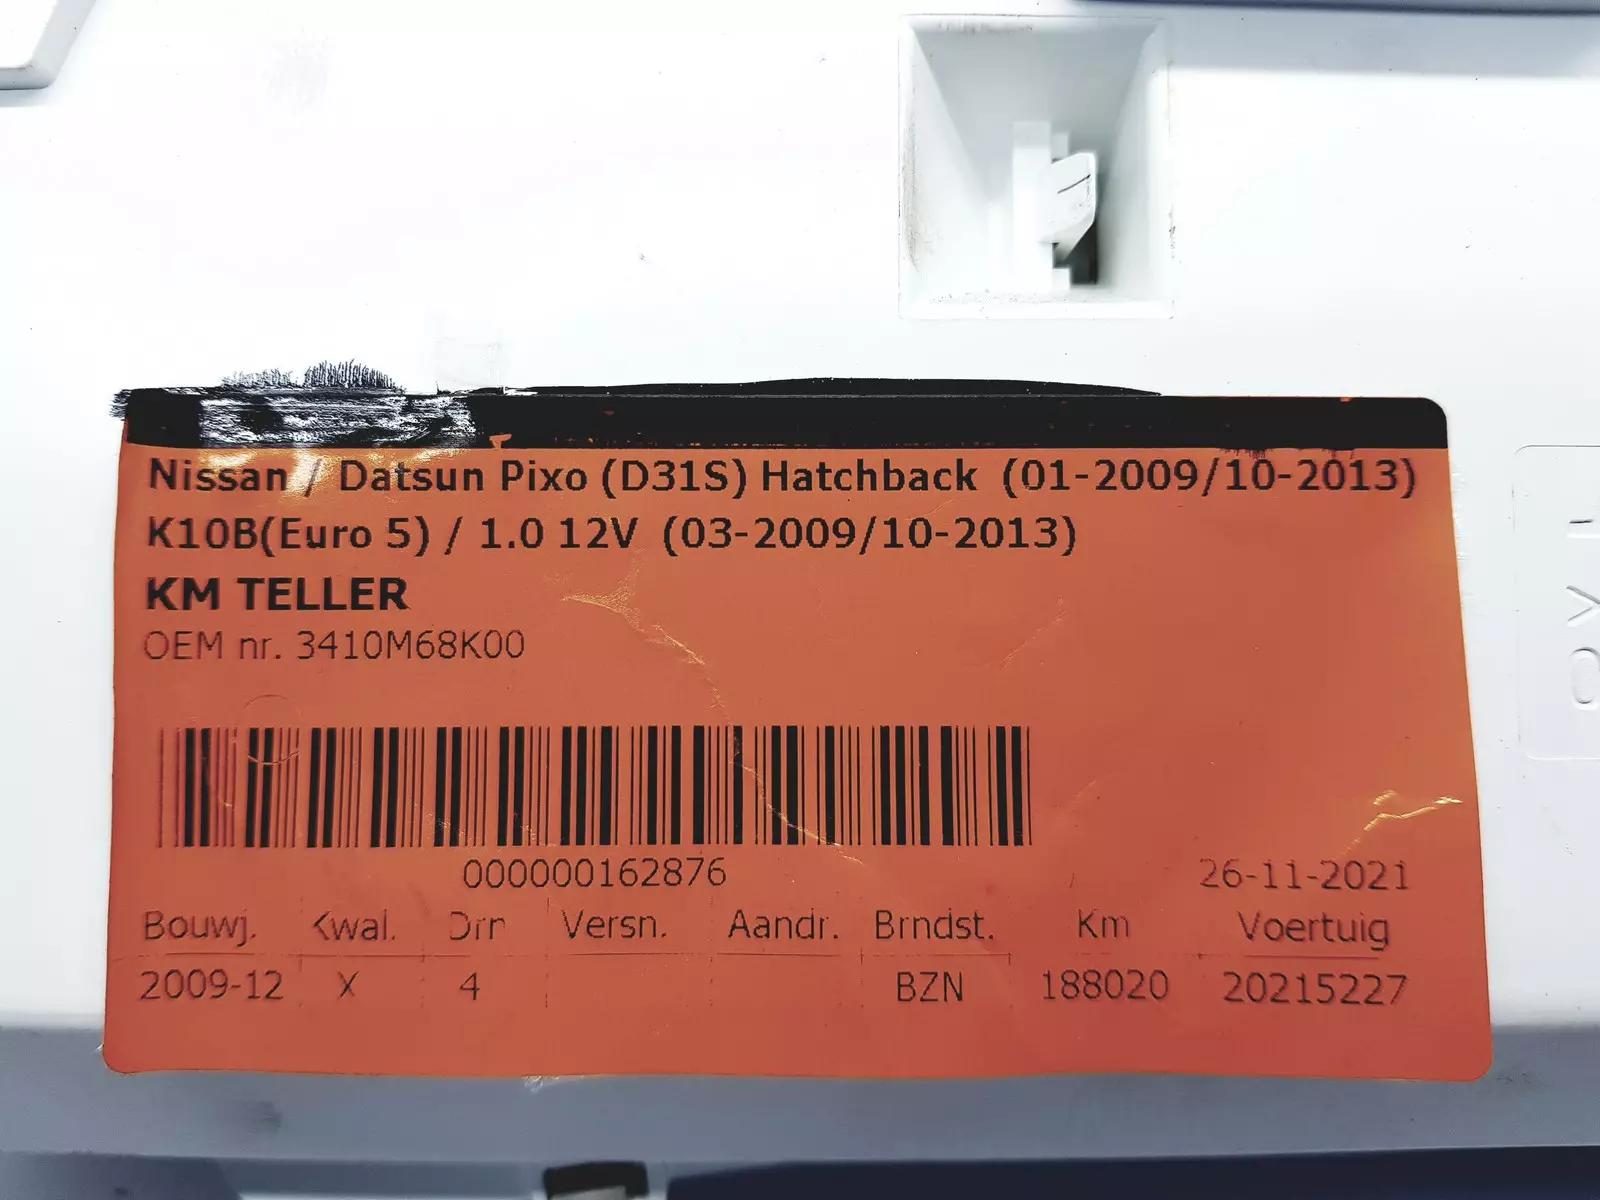 Nissan / Datsun Pixo (D31S) Hatchback (01-2009/10-2013)
K10B(Euro 5) / 1.0 12V (03-2009/10-2013)
KM TELLER
OEM nr. 3410M68K00
000000162876
26-11-2021
Bouwj. Kwal. Drn Versn. Aandr. Brndst. Km Voertuig
2009-12 X 4 BZN 188020 20215227